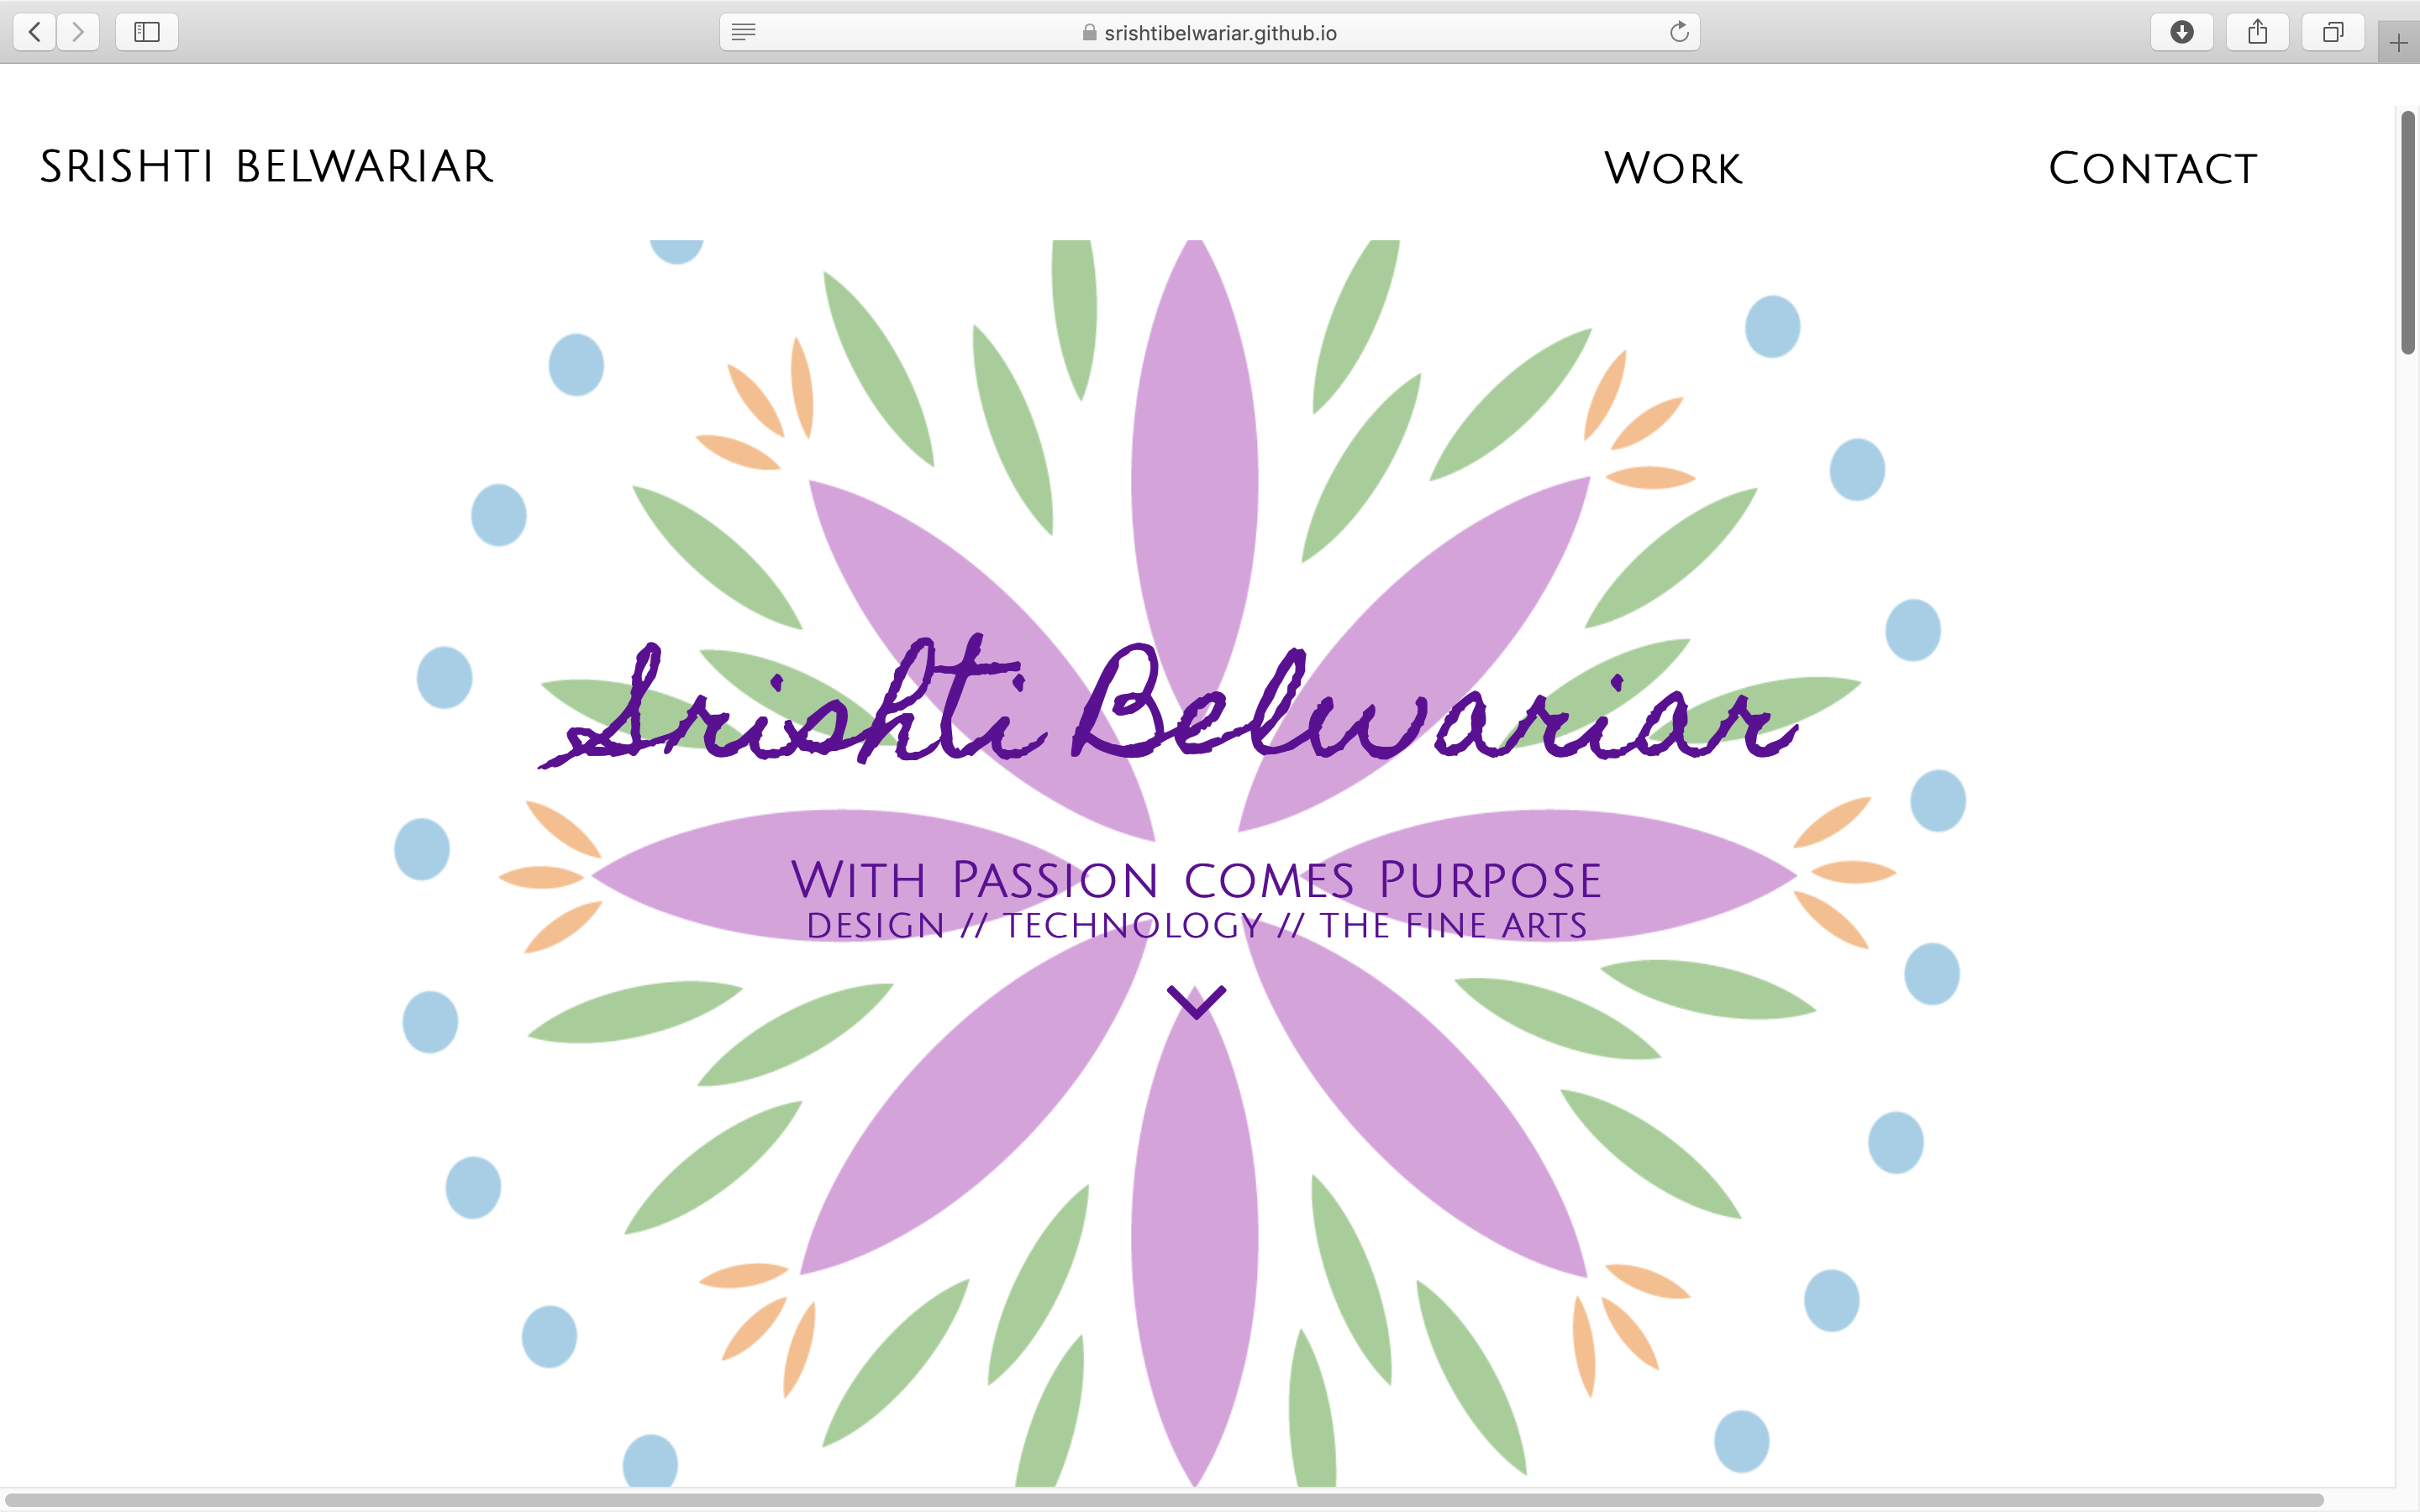 srishtibelwariar.github.io
SRISHTI BELWARIAR
Work
Contact
Srishti Belwariar
With Passion comes Purpose
DESIGN // TECHNOLOGY // THE FINE ARTS